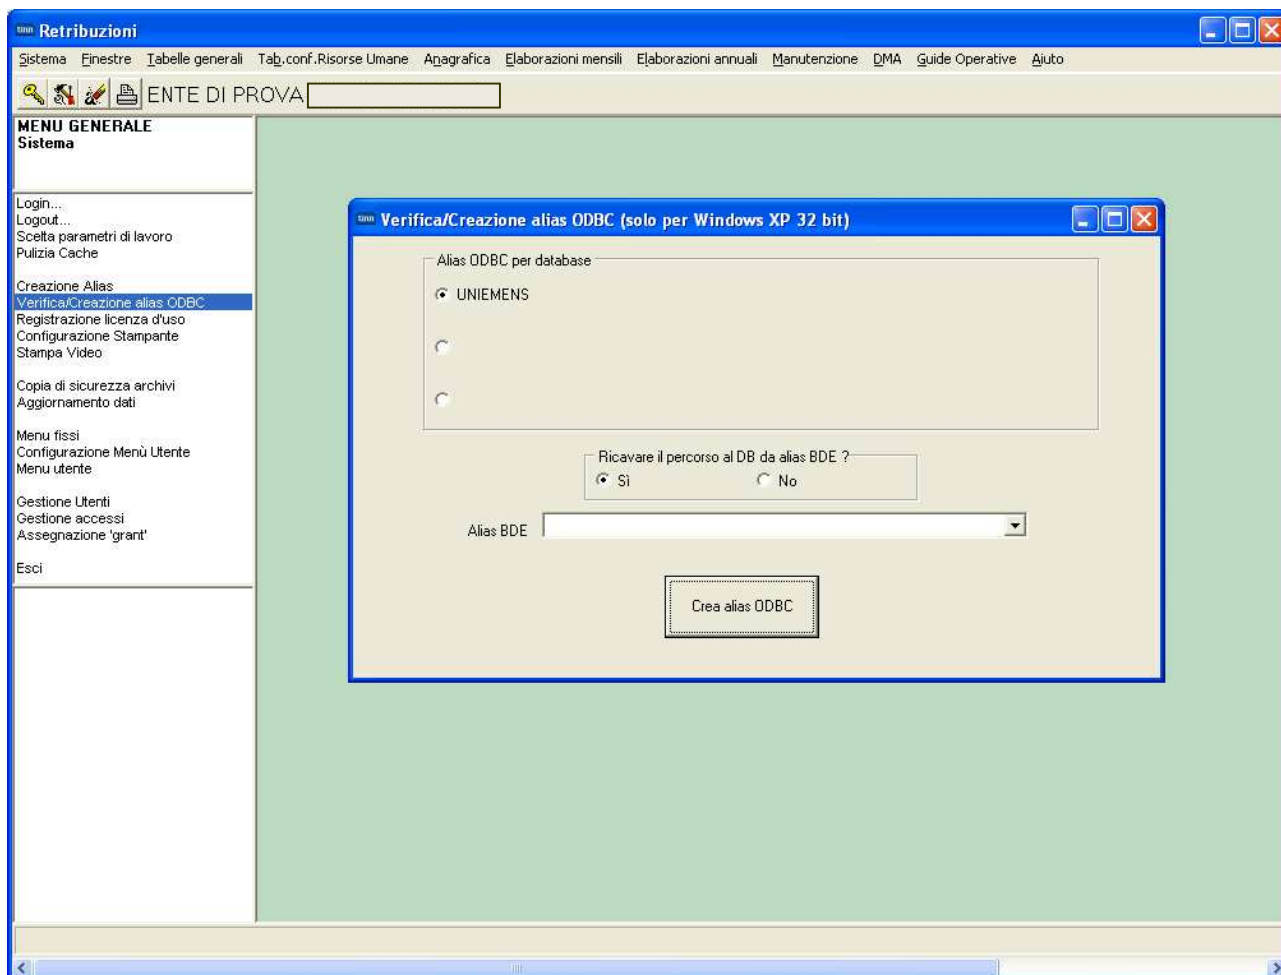 tinn Retribuzioni
Sistema Finestre Tabelle generali Tab.conf.Risorse Umane Anagrafica Elaborazioni mensili Elaborazioni annuali Manutenzione DMA Guide Operative Aiuto
ENTE DI PROVA
MENU GENERALE
Sistema
Login...
Logout...
Scelta parametri di lavoro
Pulizia Cache
Creazione Alias
Verifica/Creazione alias ODBC
Registrazione licenza d'uso
Configurazione Stampante
Stampa Video
Copia di sicurezza archivi
Aggiornamento dati
Menu fissi
Configurazione Menù Utente
Menu utente
Gestione Utenti
Gestione accessi
Assegnazione 'grant'
Esci
tinn Verifica/Creazione alias ODBC (solo per Windows XP 32 bit)
Alias ODBC per database
UNIEMENS
Ricavare il percorso al DB da alias BDE ?
Sì No
Alias BDE
Crea alias ODBC